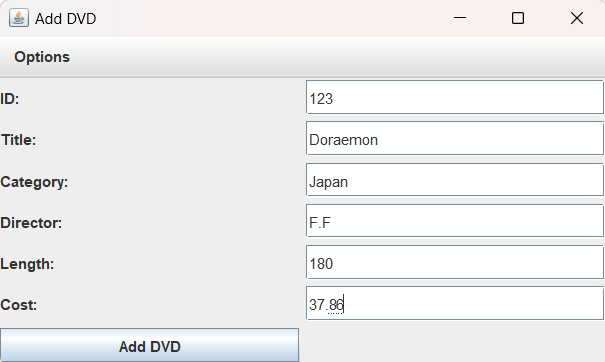 Add DVD
Options
ID: 123
Title: Doraemon
Category: Japan
Director: F.F
Length: 180
Cost: 37.86
Add DVD